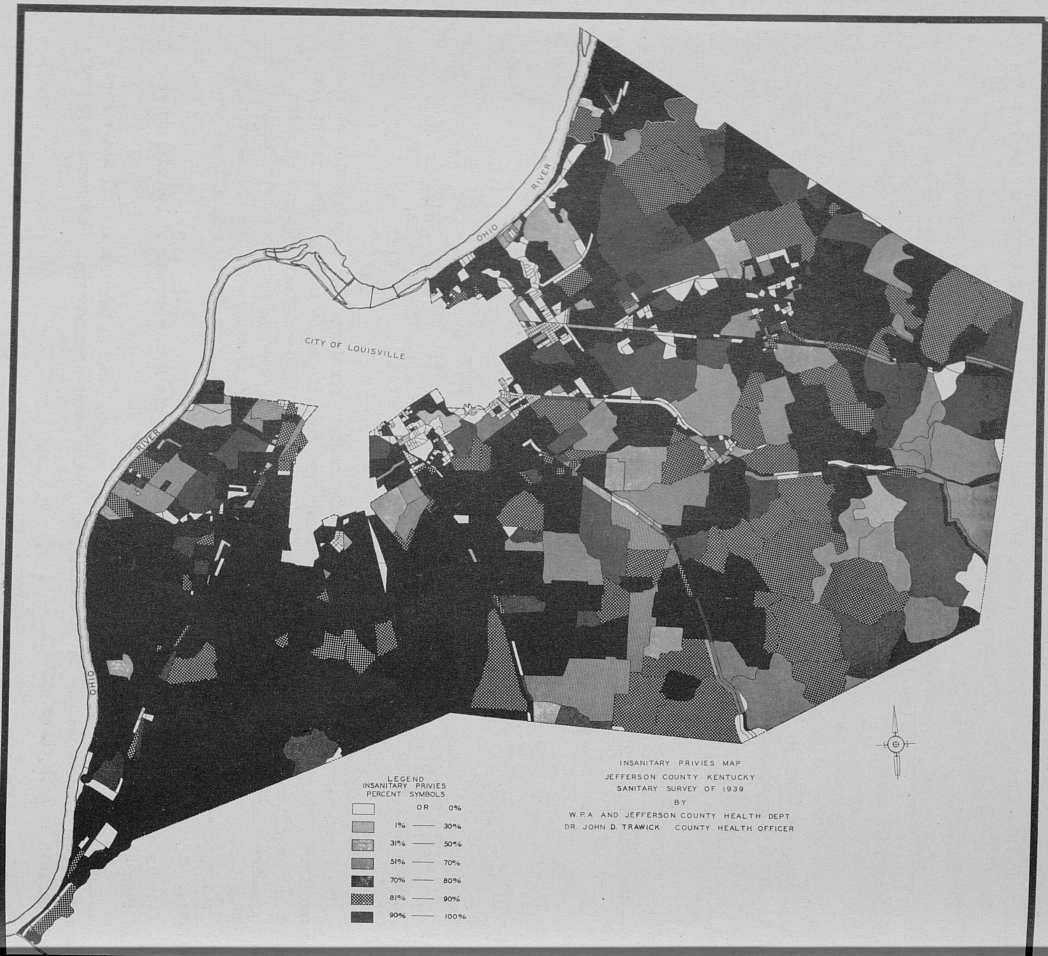 RIVER
OHIO
CITY OF LOUISVILLE
RIVER
OHIO
INSANITARY PRIVIES MAP
JEFFERSON COUNTY KENTUCKY
SANITARY SURVEY OF 1939
BY
W.P.A AND JEFFERSON COUNTY HEALTH DEPT
DR. JOHN D. TRAWICK COUNTY HEALTH OFFICER
LEGEND
INSANITARY PRIVIES
PERCENT SYMBOLS
OR 0%
1% — 30%
31% — 50%
51% — 70%
70% — 80%
81% — 90%
90% — 100%